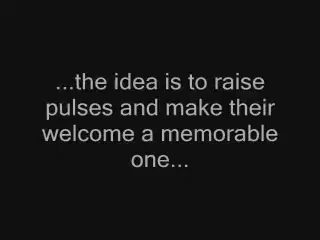 ...the idea is to raise
pulses and make their
welcome a memorable
one...